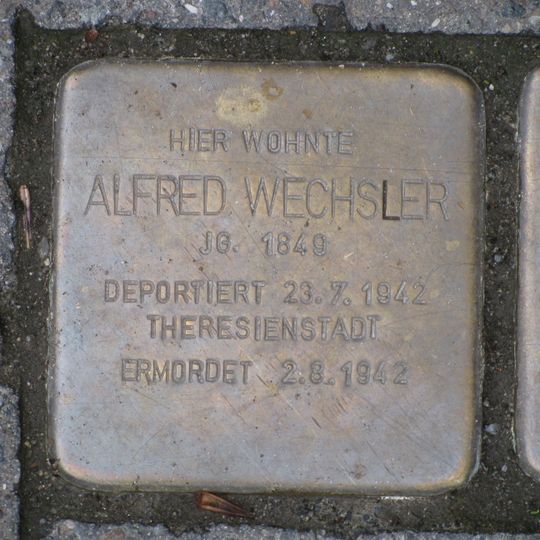 HIER WOHNTE
ALFRED WECHSLER
JG. 1849
DEPORTIERT 23.7.1942
THERESIENSTADT
ERMORDET 2.8.1942